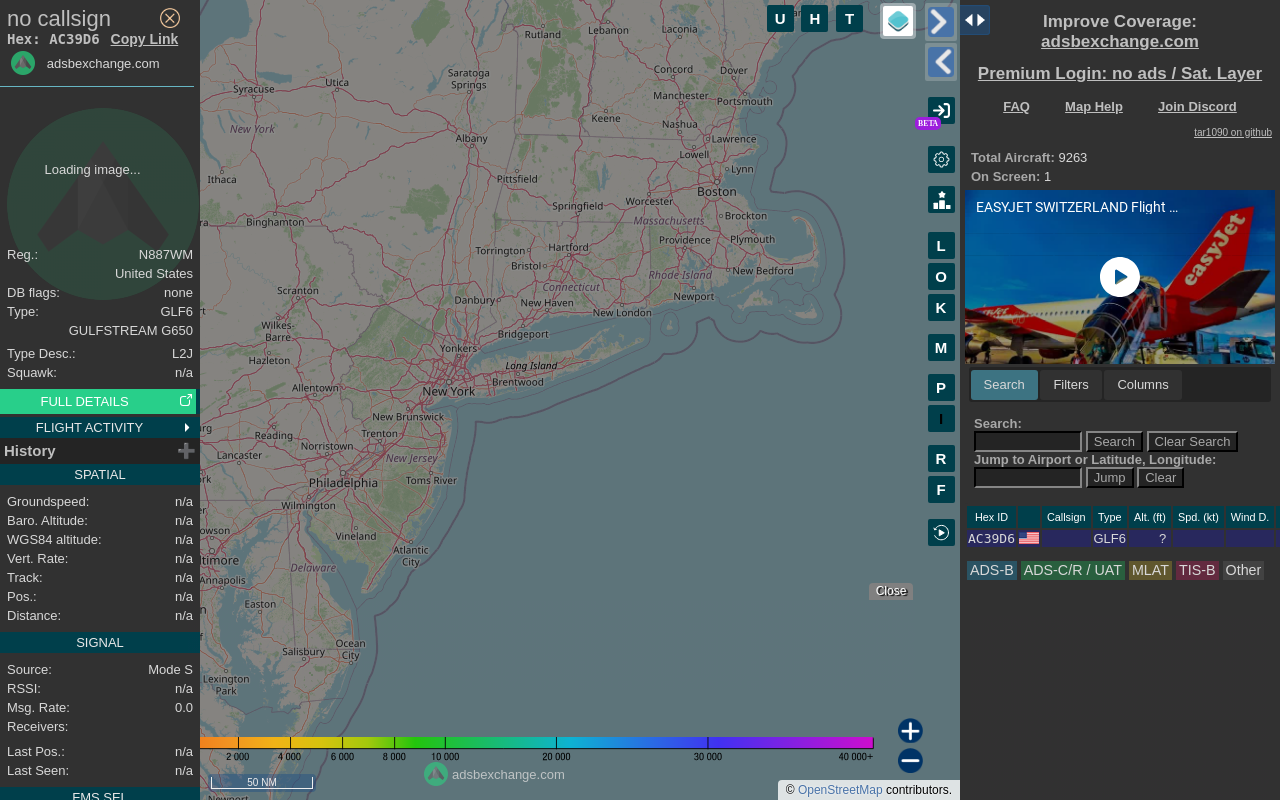 no callsign
Hex: AC39D6 Copy Link
adsbexchange.com
Loading image...
Reg.: N887WM
United States
DB flags: none
Type: GLF6
GULFSTREAM G650
Type Desc.: L2J
Squawk: n/a
FULL DETAILS
FLIGHT ACTIVITY
History
SPATIAL
Groundspeed: n/a
Baro. Altitude: n/a
WGS84 altitude: n/a
Vert. Rate: n/a
Track: n/a
Pos.: n/a
Distance: n/a
SIGNAL
Source: Mode S
RSSI: n/a
Msg. Rate: 0.0
Receivers:
Last Pos.: n/a
Last Seen: n/a
FMS SEL
U H T
BETA
L
O
K
M
P
I
R
F
Rutland
Lebanon
Laconia
Concord
Dover
Saratoga
Springs
Utica
Syracuse
Manchester
Portsmouth
Keene
Nashua
New York
Albany
Lawrence
Lowell
Lynn
Ithaca
Pittsfield
Boston
Worcester
Springfield
Binghamton
Massachusetts
Brockton
Plymouth
Providence
Hartford
Torrington
Bristol
New Bedford
Rhode Island
Connecticut
Newport
Scranton
Danbury
New Haven
New London
Wilkes-
Barre
Bridgeport
Yonkers
Hazleton
Long Island
Brentwood
Allentown
New York
New Brunswick
Reading
Trenton
Norristown
Lancaster
New Jersey
Philadelphia
Toms River
Wilmington
Vineland
Atlantic
City
Delaware
Annapolis
Easton
Ocean
City
Salisbury
Lexington
Park
Newport
Close
2 000 4 000 6 000 8 000 10 000 20 000 30 000 40 000+
adsbexchange.com
50 NM
© OpenStreetMap contributors.
Improve Coverage:
adsbexchange.com
Premium Login: no ads / Sat. Layer
FAQ Map Help Join Discord
tar1090 on github
Total Aircraft: 9263
On Screen: 1
EASYJET SWITZERLAND Flight ...
easyJet
Search Filters Columns
Search:
Search Clear Search
Jump to Airport or Latitude, Longitude:
Jump Clear
Hex ID Callsign Type Alt. (ft) Spd. (kt) Wind D.
AC39D6 GLF6 ?
ADS-B ADS-C/R / UAT MLAT TIS-B Other